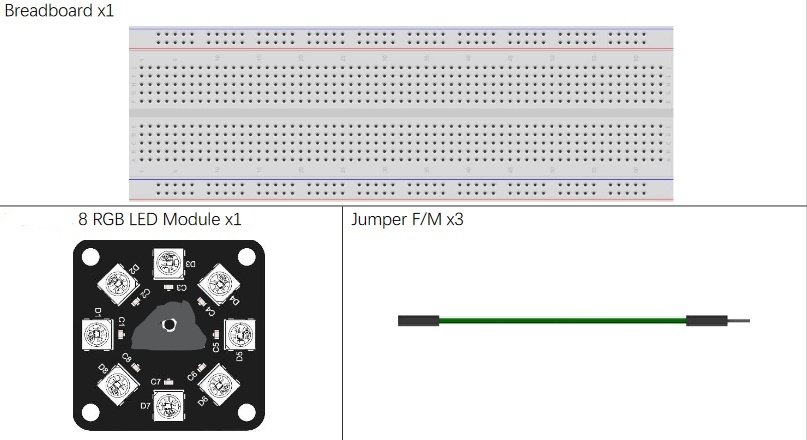 Breadboard x1
8 RGB LED Module x1
Jumper F/M x3
D3
D2
C3
D4
C2
C4
D1
C1
C5
D5
C8
C6
D8
C7
D6
D7